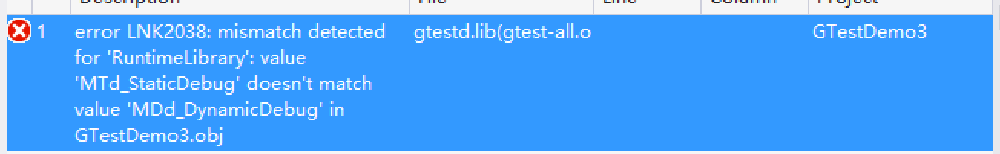 Description File Line Column Project
1 error LNK2038: mismatch detected gtestd.lib(gtest-all.o GTestDemo3
for 'RuntimeLibrary': value
'MTd_StaticDebug' doesn't match
value 'MDd_DynamicDebug' in
GTestDemo3.obj